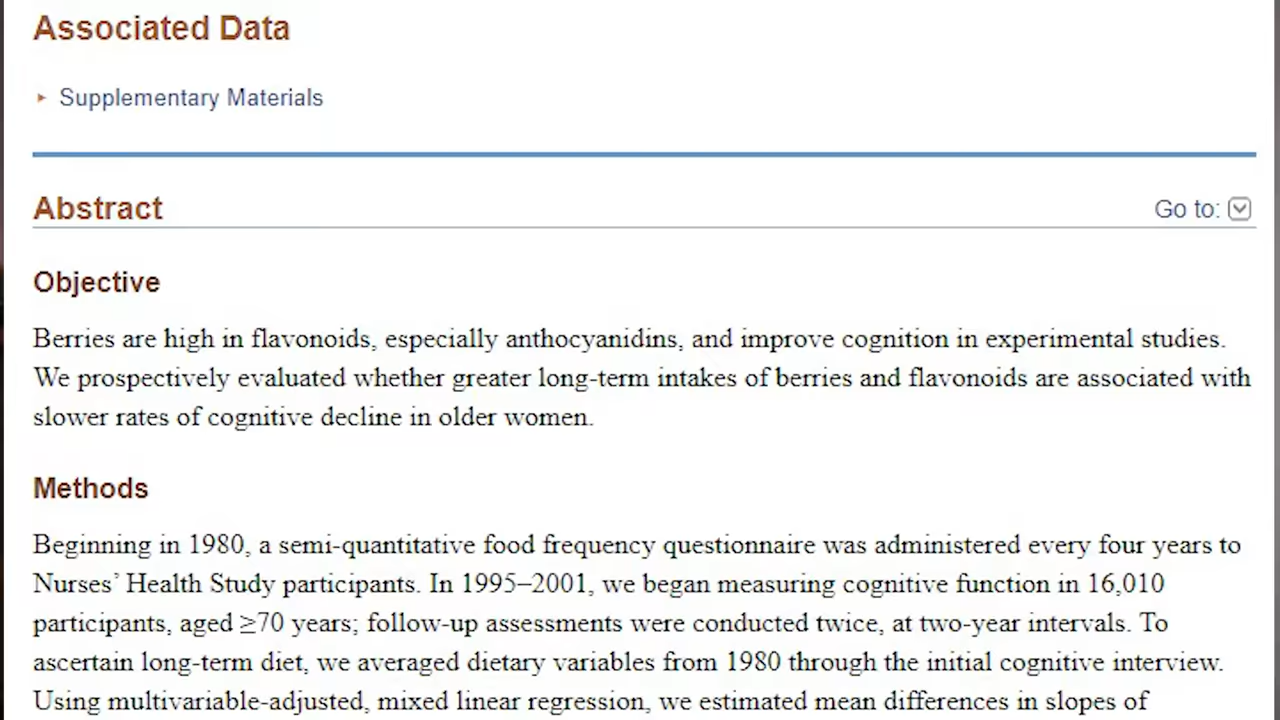 Associated Data
Supplementary Materials
Abstract
Go to:
Objective
Berries are high in flavonoids, especially anthocyanidins, and improve cognition in experimental studies.
We prospectively evaluated whether greater long-term intakes of berries and flavonoids are associated with
slower rates of cognitive decline in older women.
Methods
Beginning in 1980, a semi-quantitative food frequency questionnaire was administered every four years to
Nurses’ Health Study participants. In 1995–2001, we began measuring cognitive function in 16,010
participants, aged ≥70 years; follow-up assessments were conducted twice, at two-year intervals. To
ascertain long-term diet, we averaged dietary variables from 1980 through the initial cognitive interview.
Using multivariable-adjusted, mixed linear regression, we estimated mean differences in slopes of